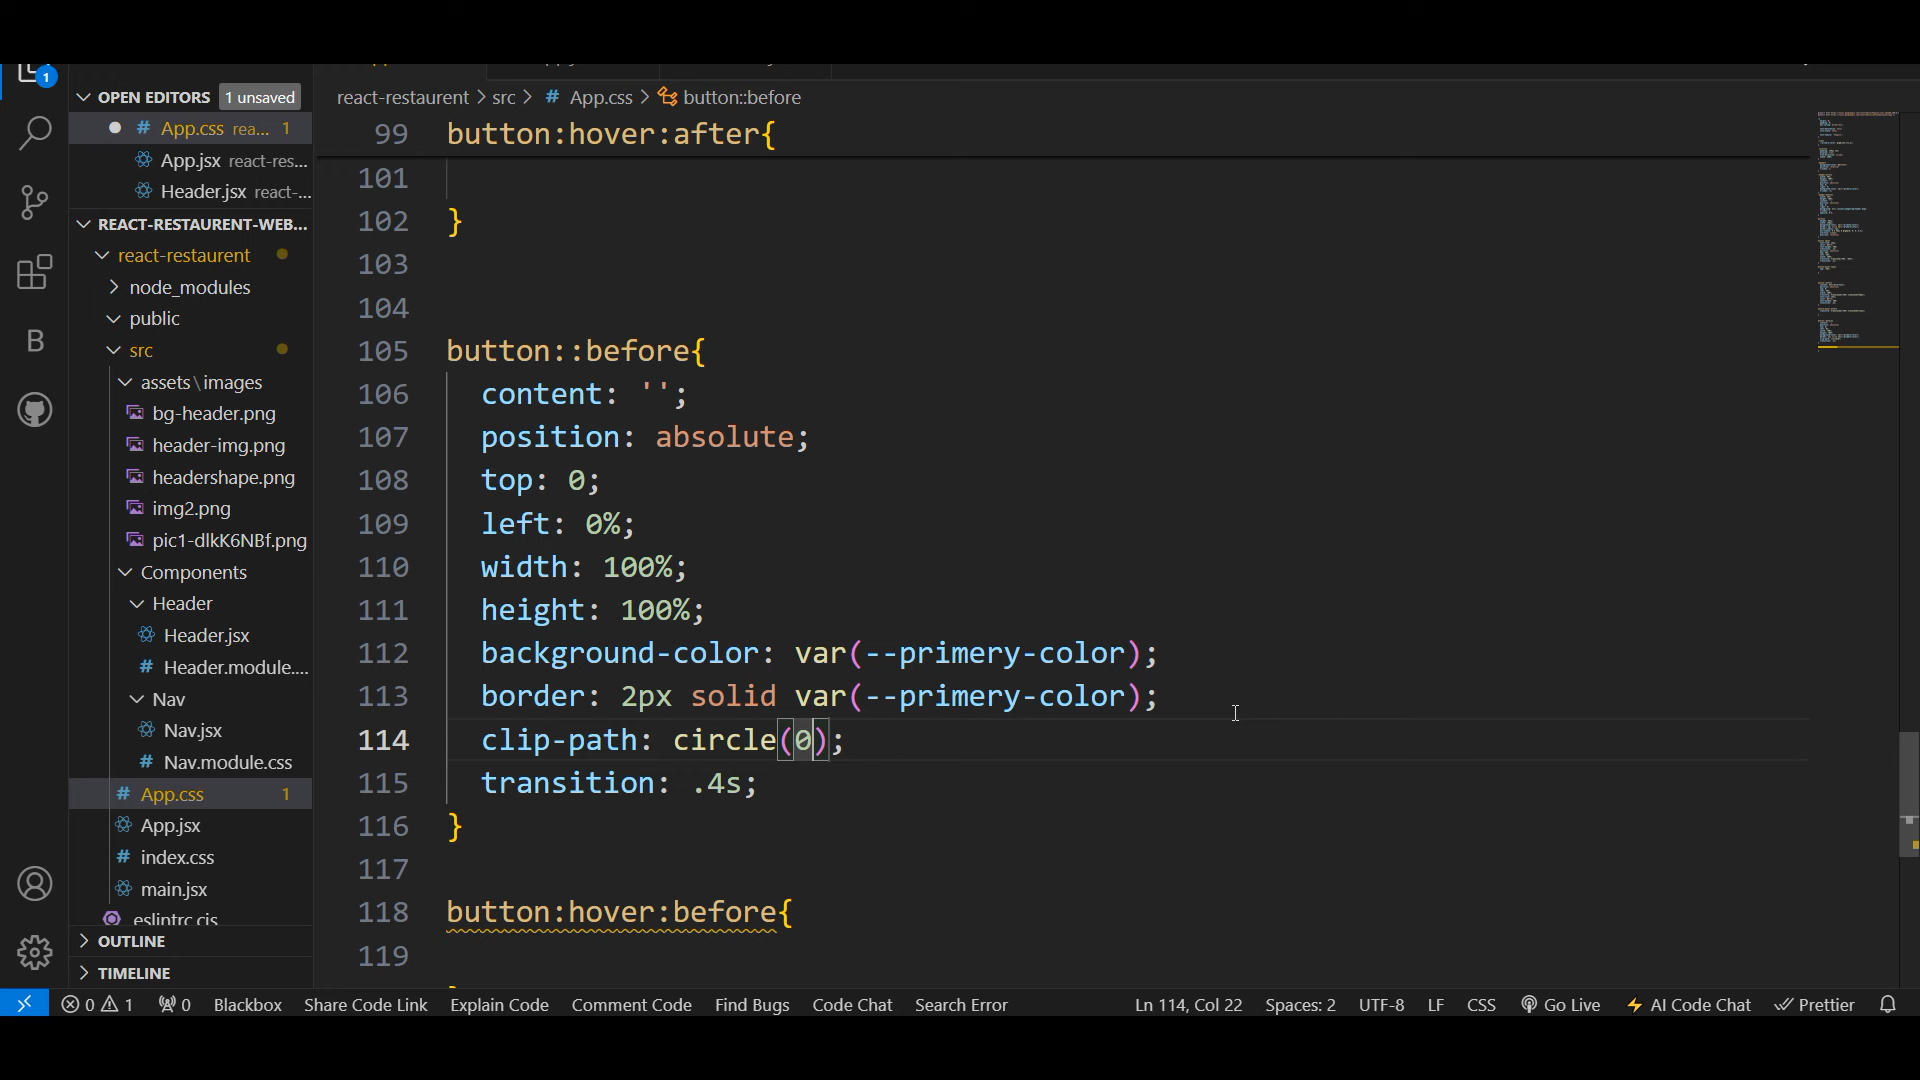 1
OPEN EDITORS 1 unsaved
# App.css rea... 1
App.jsx react-res...
Header.jsx react-...
REACT-RESTAURENT-WEB...
react-restaurent
node_modules
public
src
assets\images
bg-header.png
header-img.png
headershape.png
img2.png
pic1-dlkK6NBf.png
Components
Header
Header.jsx
# Header.module....
Nav
Nav.jsx
# Nav.module.css
# App.css 1
App.jsx
# index.css
main.jsx
eslintrc.cjs
OUTLINE
TIMELINE
B
react-restaurent > src > # App.css > button::before
99 button:hover:after{
101
102 }
103
104
105 button::before{
106 content: '';
107 position: absolute;
108 top: 0;
109 left: 0%;
110 width: 100%;
111 height: 100%;
112 background-color: var(--primery-color);
113 border: 2px solid var(--primery-color);
114 clip-path: circle(0);
115 transition: .4s;
116 }
117
118 button:hover:before{
119
0 1 0 Blackbox Share Code Link Explain Code Comment Code Find Bugs Code Chat Search Error Ln 114, Col 22 Spaces: 2 UTF-8 LF CSS Go Live AI Code Chat Prettier